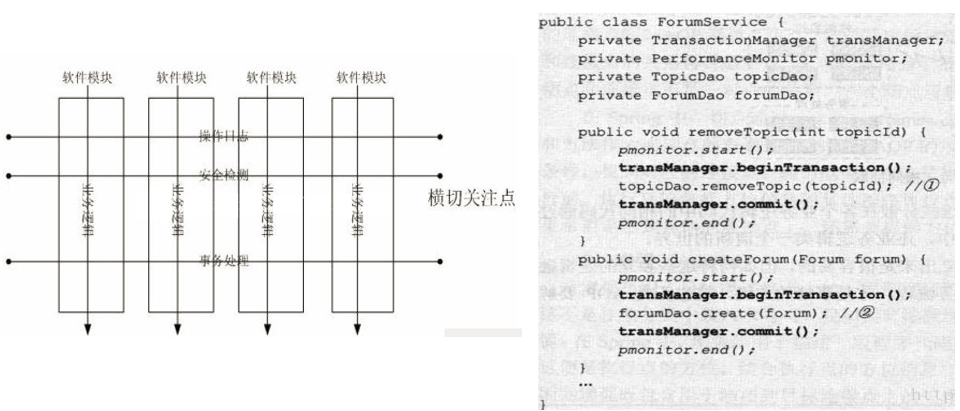 软件模块 软件模块 软件模块 软件模块
操作日志
安全检测
业务逻辑 业务逻辑 业务逻辑 业务逻辑
横切关注点
事务处理
public class ForumService {
private TransactionManager transManager;
private PerformanceMonitor pmonitor;
private TopicDao topicDao;
private ForumDao forumDao;
public void removeTopic(int topicId) {
pmonitor.start();
transManager.beginTransaction();
topicDao.removeTopic(topicId); //①
transManager.commit();
pmonitor.end();
}
public void createForum(Forum forum) {
pmonitor.start();
transManager.beginTransaction();
forumDao.create(forum); //②
transManager.commit();
pmonitor.end();
}
…
http
}